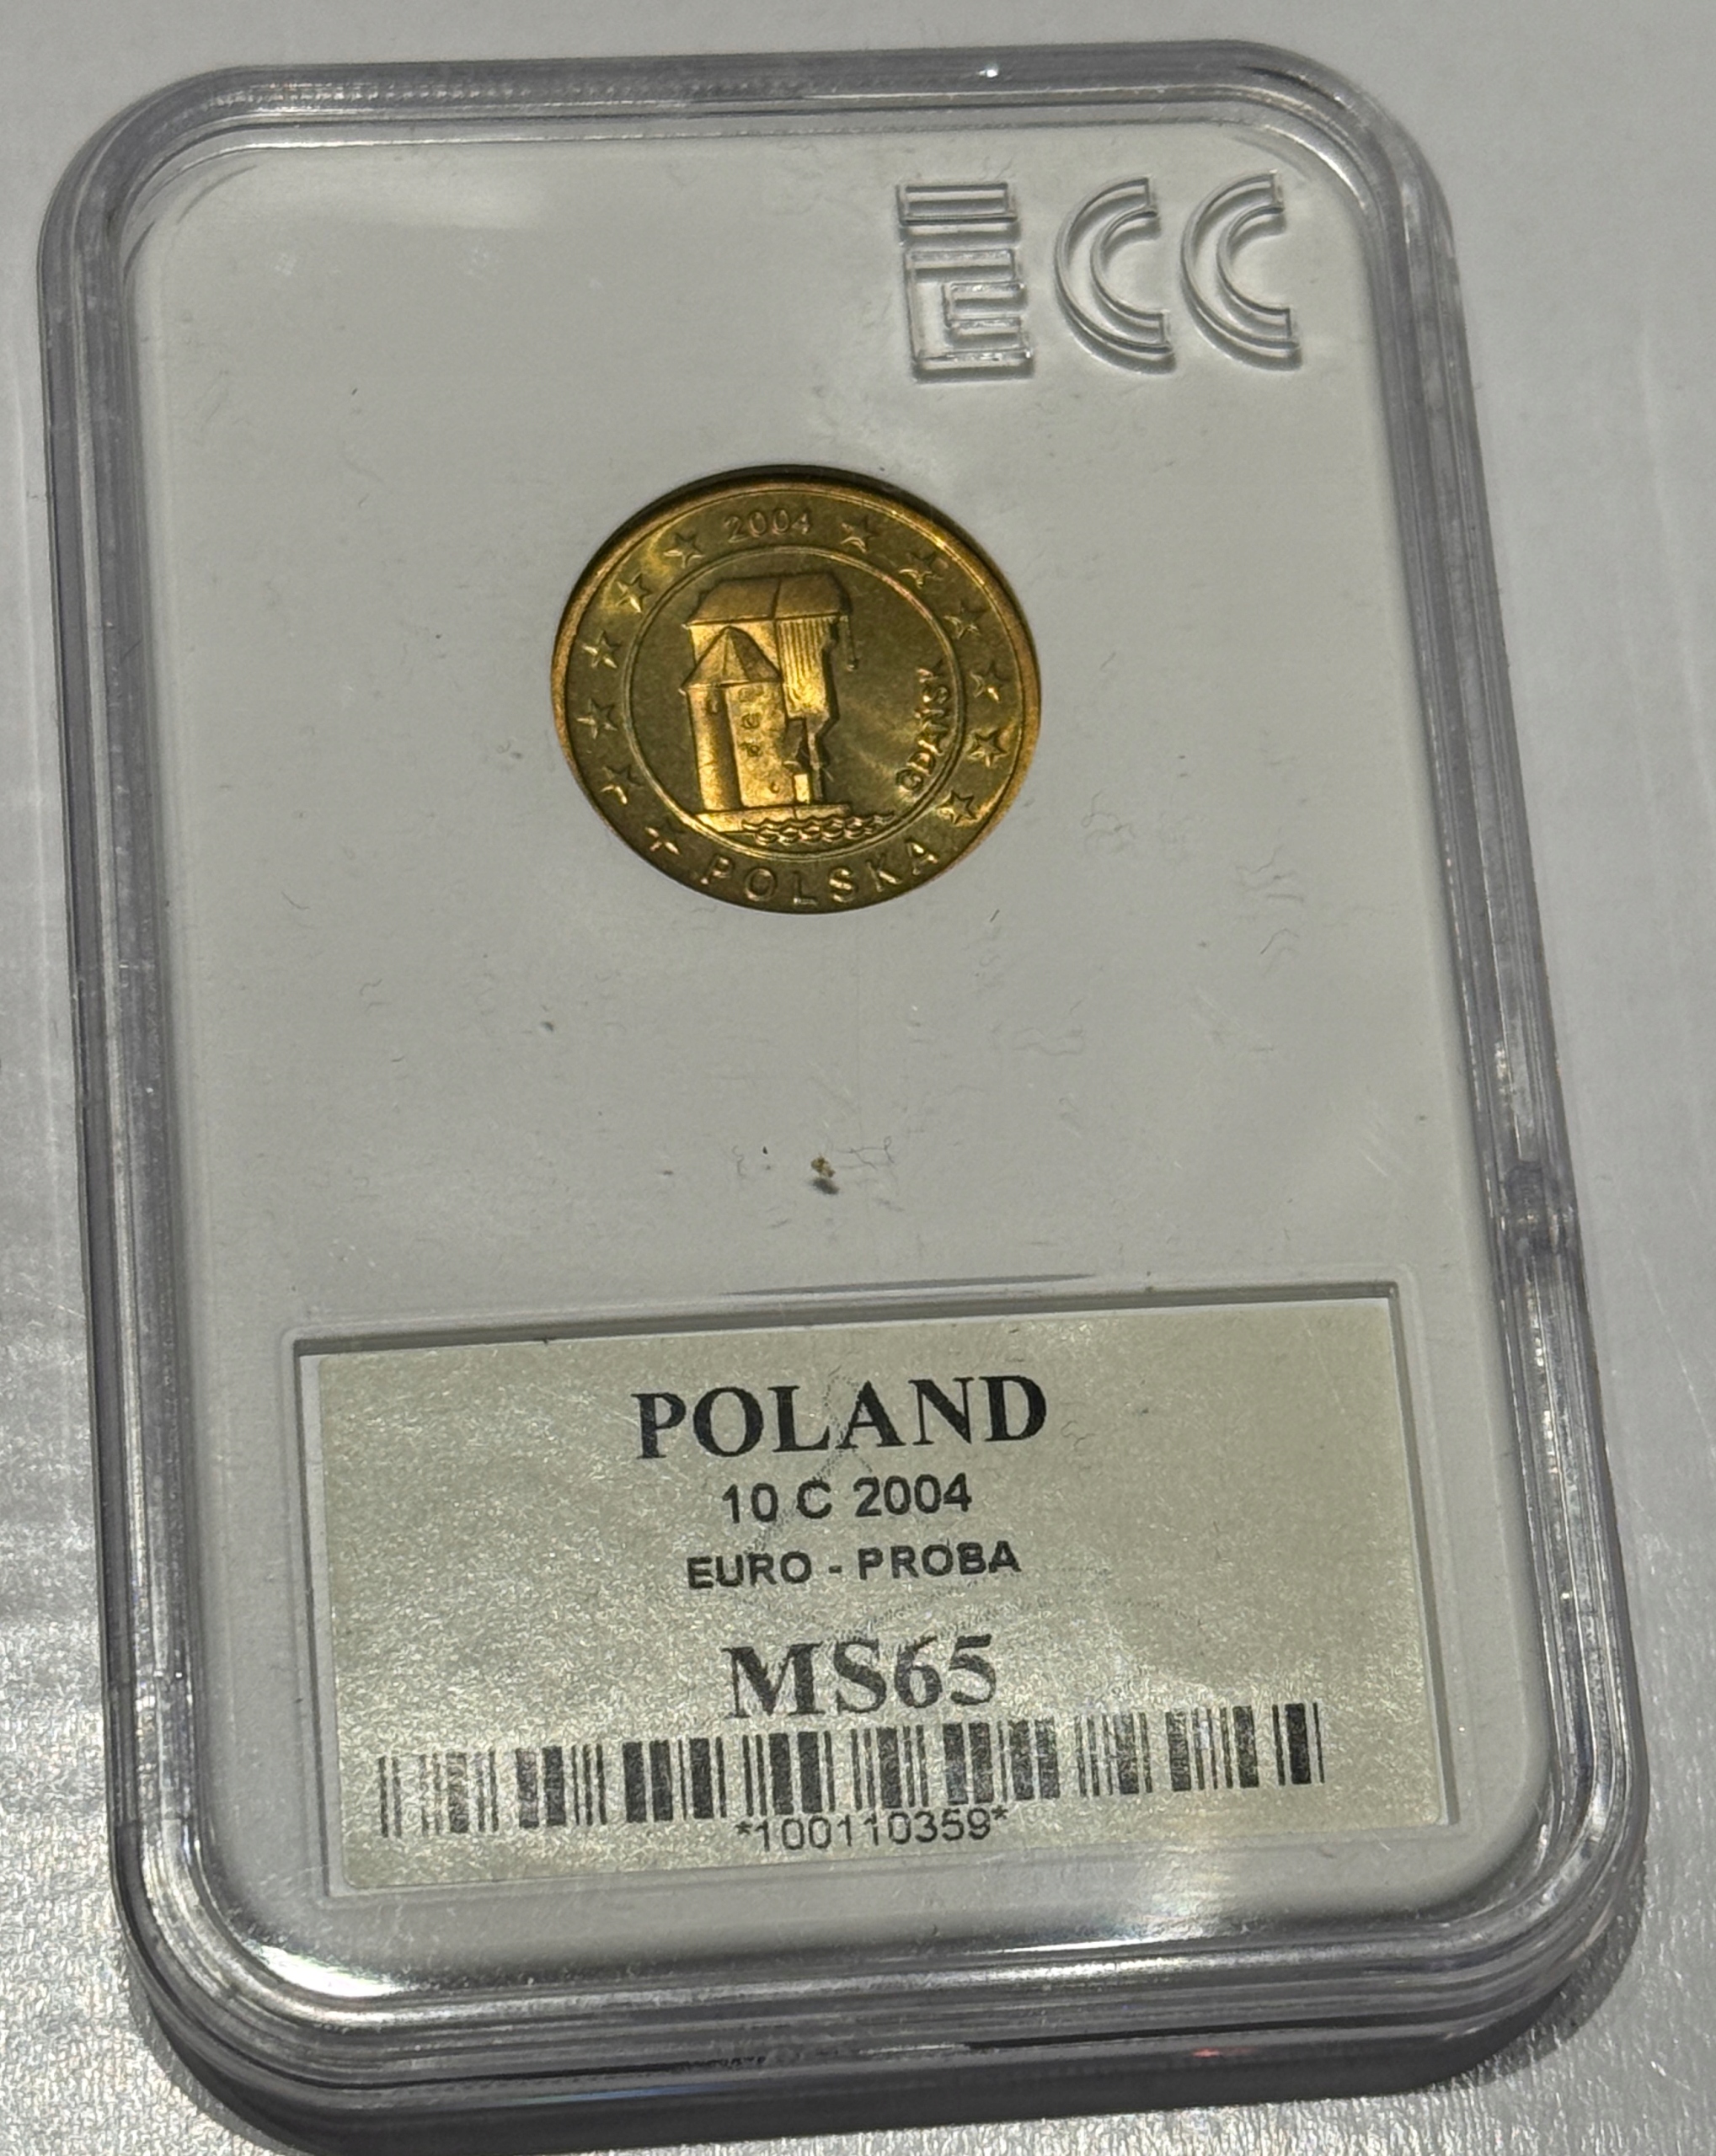 ECC
2004
GDAŃSK
POLSKA
POLAND
10 C 2004
EURO - PROBA
MS65
*100110359*